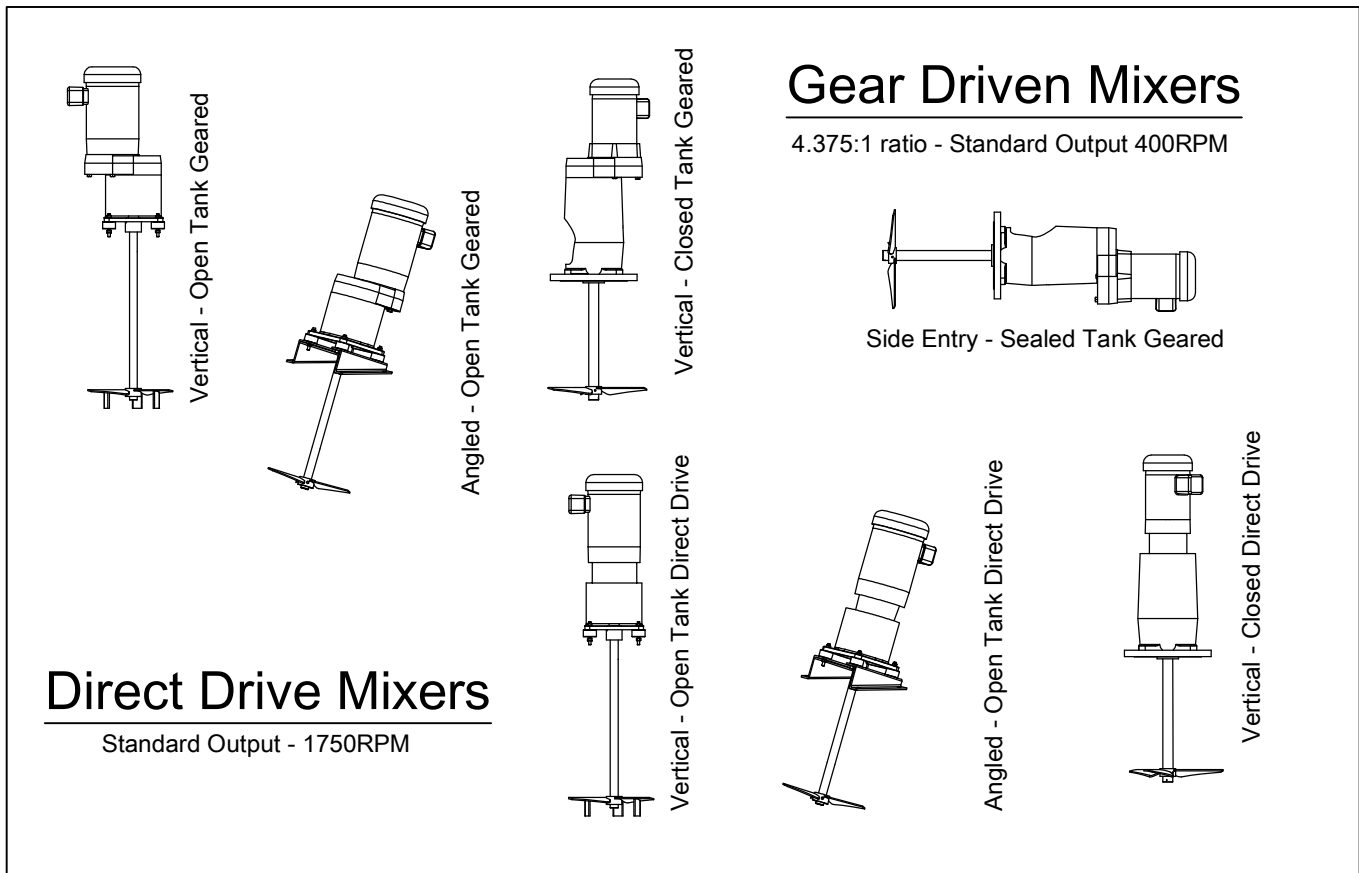 Vertical - Open Tank Geared
Angled - Open Tank Geared
Vertical - Closed Tank Geared
Gear Driven Mixers
4.375:1 ratio - Standard Output 400RPM
Side Entry - Sealed Tank Geared
Direct Drive Mixers
Standard Output - 1750RPM
Vertical - Open Tank Direct Drive
Angled - Open Tank Direct Drive
Vertical - Closed Direct Drive